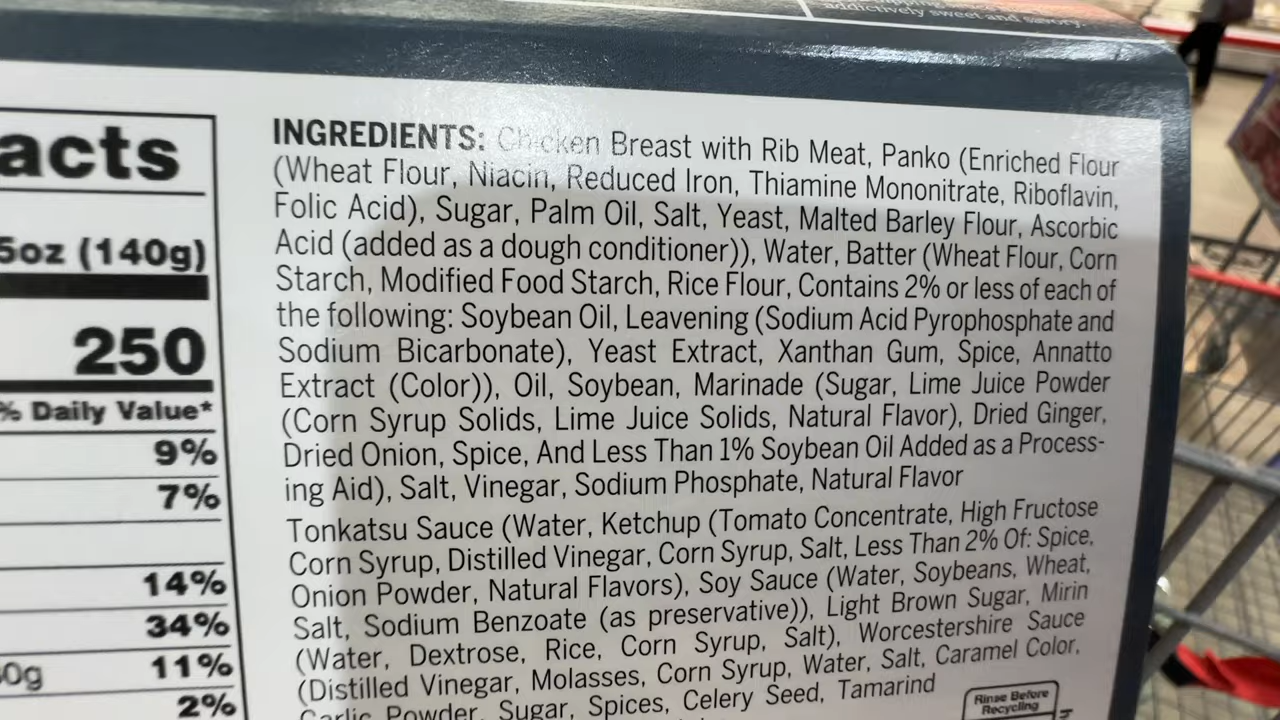 addictively sweet and savory.
acts
5oz (140g)
250
% Daily Value*
9%
7%
14%
34%
0g 11%
2%
INGREDIENTS: Chicken Breast with Rib Meat, Panko (Enriched Flour
(Wheat Flour, Niacin, Reduced Iron, Thiamine Mononitrate, Riboflavin,
Folic Acid), Sugar, Palm Oil, Salt, Yeast, Malted Barley Flour, Ascorbic
Acid (added as a dough conditioner)), Water, Batter (Wheat Flour, Corn
Starch, Modified Food Starch, Rice Flour, Contains 2% or less of each of
the following: Soybean Oil, Leavening (Sodium Acid Pyrophosphate and
Sodium Bicarbonate), Yeast Extract, Xanthan Gum, Spice, Annatto
Extract (Color)), Oil, Soybean, Marinade (Sugar, Lime Juice Powder
(Corn Syrup Solids, Lime Juice Solids, Natural Flavor), Dried Ginger,
Dried Onion, Spice, And Less Than 1% Soybean Oil Added as a Process-
ing Aid), Salt, Vinegar, Sodium Phosphate, Natural Flavor
Tonkatsu Sauce (Water, Ketchup (Tomato Concentrate, High Fructose
Corn Syrup, Distilled Vinegar, Corn Syrup, Salt, Less Than 2% Of: Spice,
Onion Powder, Natural Flavors), Soy Sauce (Water, Soybeans, Wheat,
Salt, Sodium Benzoate (as preservative)), Light Brown Sugar, Mirin
(Water, Dextrose, Rice, Corn Syrup, Salt), Worcestershire Sauce
(Distilled Vinegar, Molasses, Corn Syrup, Water, Salt, Caramel Color,
Garlic Powder, Sugar, Spices, Celery Seed, Tamarind
Rinse Before
Recycling